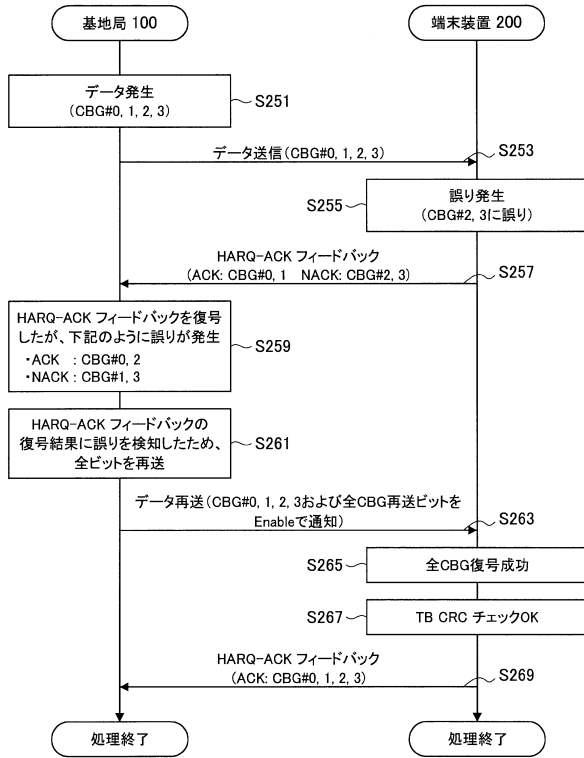 基地局 100
端末装置 200
データ発生
(CBG#0, 1, 2, 3)
S251
データ送信(CBG#0, 1, 2, 3)
S253
誤り発生
(CBG#2, 3に誤り)
S255
HARQ-ACK フィードバック
(ACK: CBG#0, 1 NACK: CBG#2, 3)
S257
HARQ-ACK フィードバックを復号
したが、下記のように誤りが発生
・ACK : CBG#0, 2
・NACK : CBG#1, 3
S259
HARQ-ACK フィードバックの
復号結果に誤りを検知したため、
全ビットを再送
S261
データ再送(CBG#0, 1, 2, 3および全CBG再送ビットを
Enableで通知)
S263
S265
全CBG復号成功
S267
TB CRC チェックOK
HARQ-ACK フィードバック
(ACK: CBG#0, 1, 2, 3)
S269
処理終了
処理終了